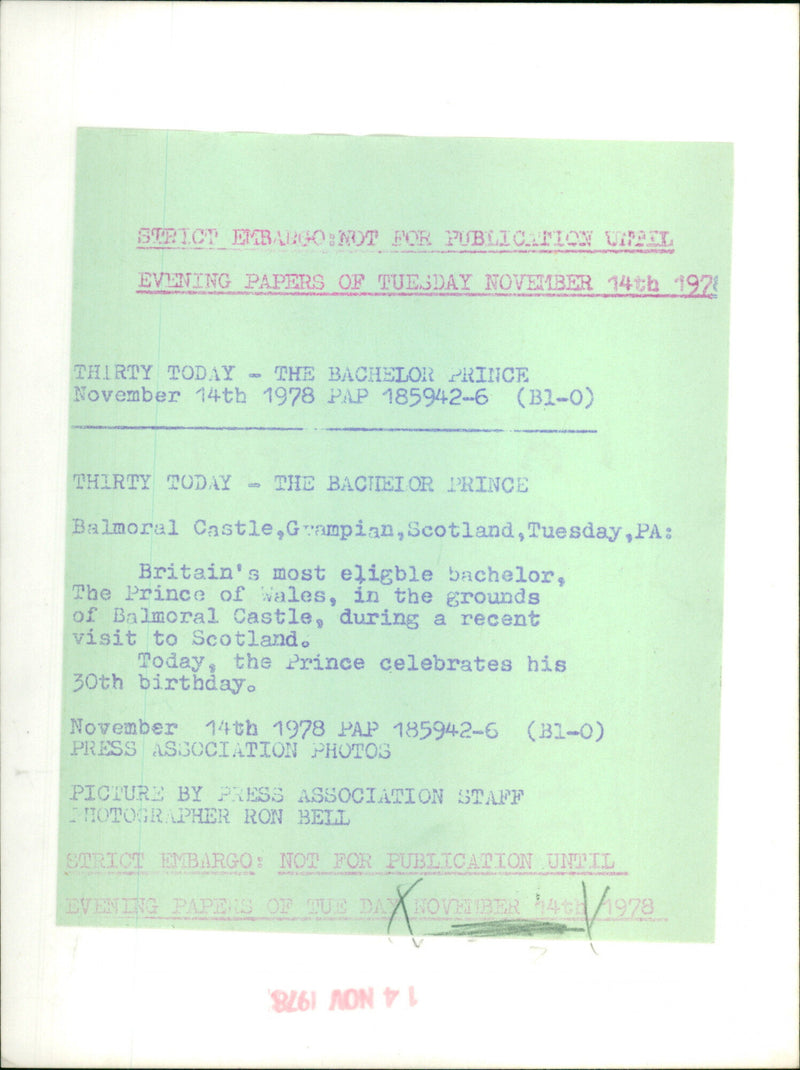 STRICT EMBARGO:NOT FOR PUBLICATION UNTIL
EVENING PAPERS OF TUESDAY NOVEMBER 14th 1978
THIRTY TODAY - THE BACHELOR PRINCE
November 14th 1978 PAP 185942-6 (B1-0)
THIRTY TODAY - THE BACHELOR PRINCE
Balmoral Castle,Grampian,Scotland,Tuesday,PA:
Britain's most eligble bachelor,
The Prince of Wales, in the grounds
of Balmoral Castle, during a recent
visit to Scotland.
Today, the Prince celebrates his
30th birthday.
November 14th 1978 PAP 185942-6 (B1-0)
PRESS ASSOCIATION PHOTOS
PICTURE BY PRESS ASSOCIATION STAFF
PHOTOGRAPHER RON BELL
STRICT EMBARGO: NOT FOR PUBLICATION UNTIL
EVENING PAPERS OF TUE DAY NOVEMBER 14th 1978
14 NOV 1978